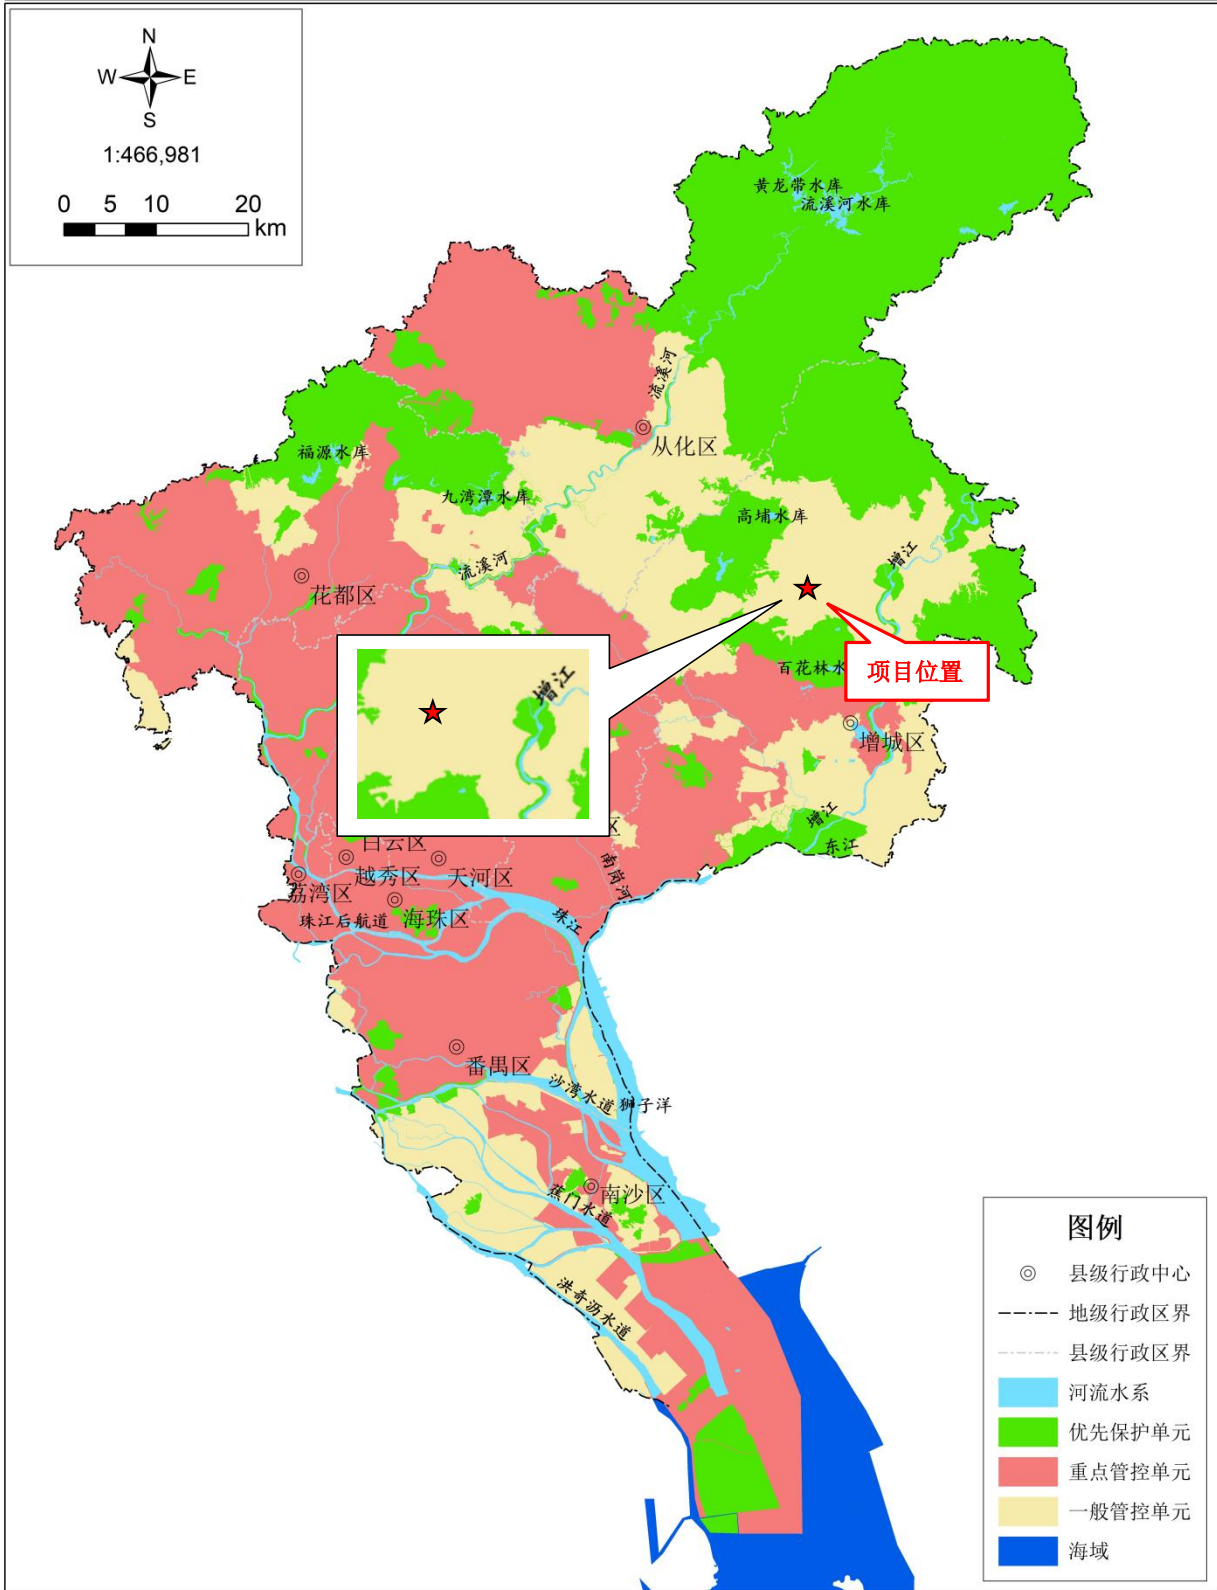 N
W E
S
1:466,981
0 5 10 20
km
黄龙带水库
流溪河水库
流溪河
从化区
福源水库
九湾潭水库
高埔水库
增江
流溪河
花都区
项目位置
百花林水
增江
增城区
增江
东江
区
白云区
越秀区
天河区
荔湾区
海珠区
南岗河
珠江后航道
珠江
番禺区
沙湾水道
狮子洋
南沙区
蕉门水道
洪奇沥水道
图例
县级行政中心
地级行政区界
县级行政区界
河流水系
优先保护单元
重点管控单元
一般管控单元
海域